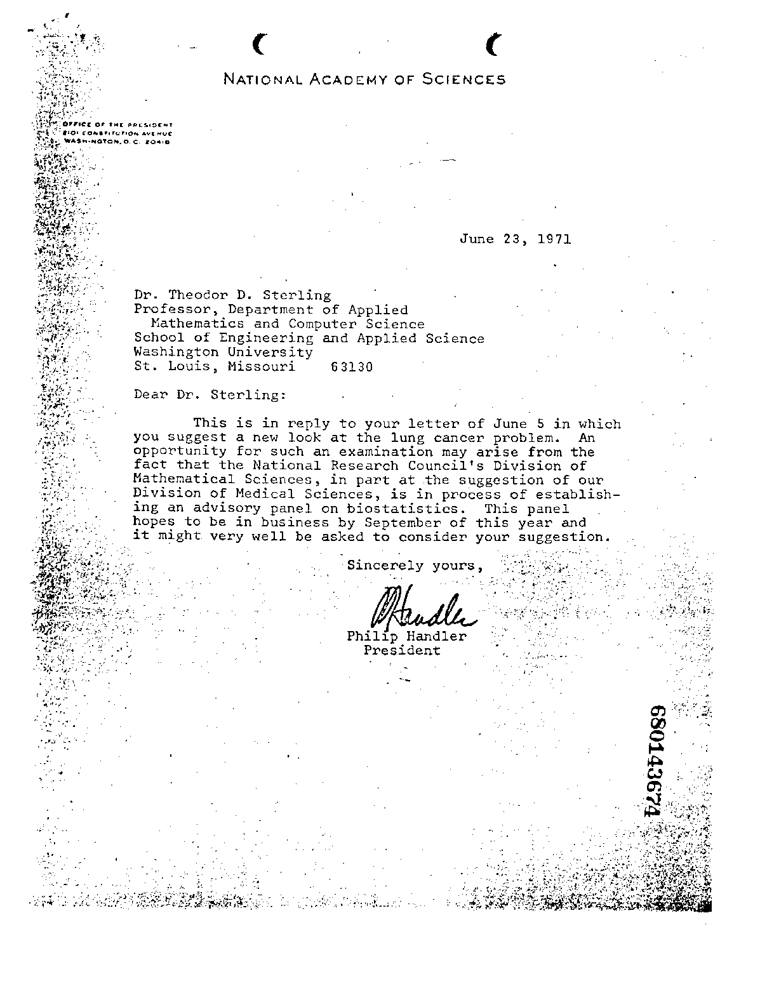 NATIONAL ACADEMY OF SCIENCES
OFFICE OF THE PRESIDENT
2101 CONSTITUTION AVENUE
WASHINGTON, D. C. 20418
June 23, 1971
Dr. Theodor D. Sterling
Professor, Department of Applied
Mathematics and Computer Science
School of Engineering and Applied Science
Washington University
St. Louis, Missouri 63130
Dear Dr. Sterling:
This is in reply to your letter of June 5 in which
you suggest a new look at the lung cancer problem. An
opportunity for such an examination may arise from the
fact that the National Research Council's Division of
Mathematical Sciences, in part at the suggestion of our
Division of Medical Sciences, is in process of establish-
ing an advisory panel on biostatistics. This panel
hopes to be in business by September of this year and
it might very well be asked to consider your suggestion.
Sincerely yours,
PHandler
Philip Handler
President
680143674